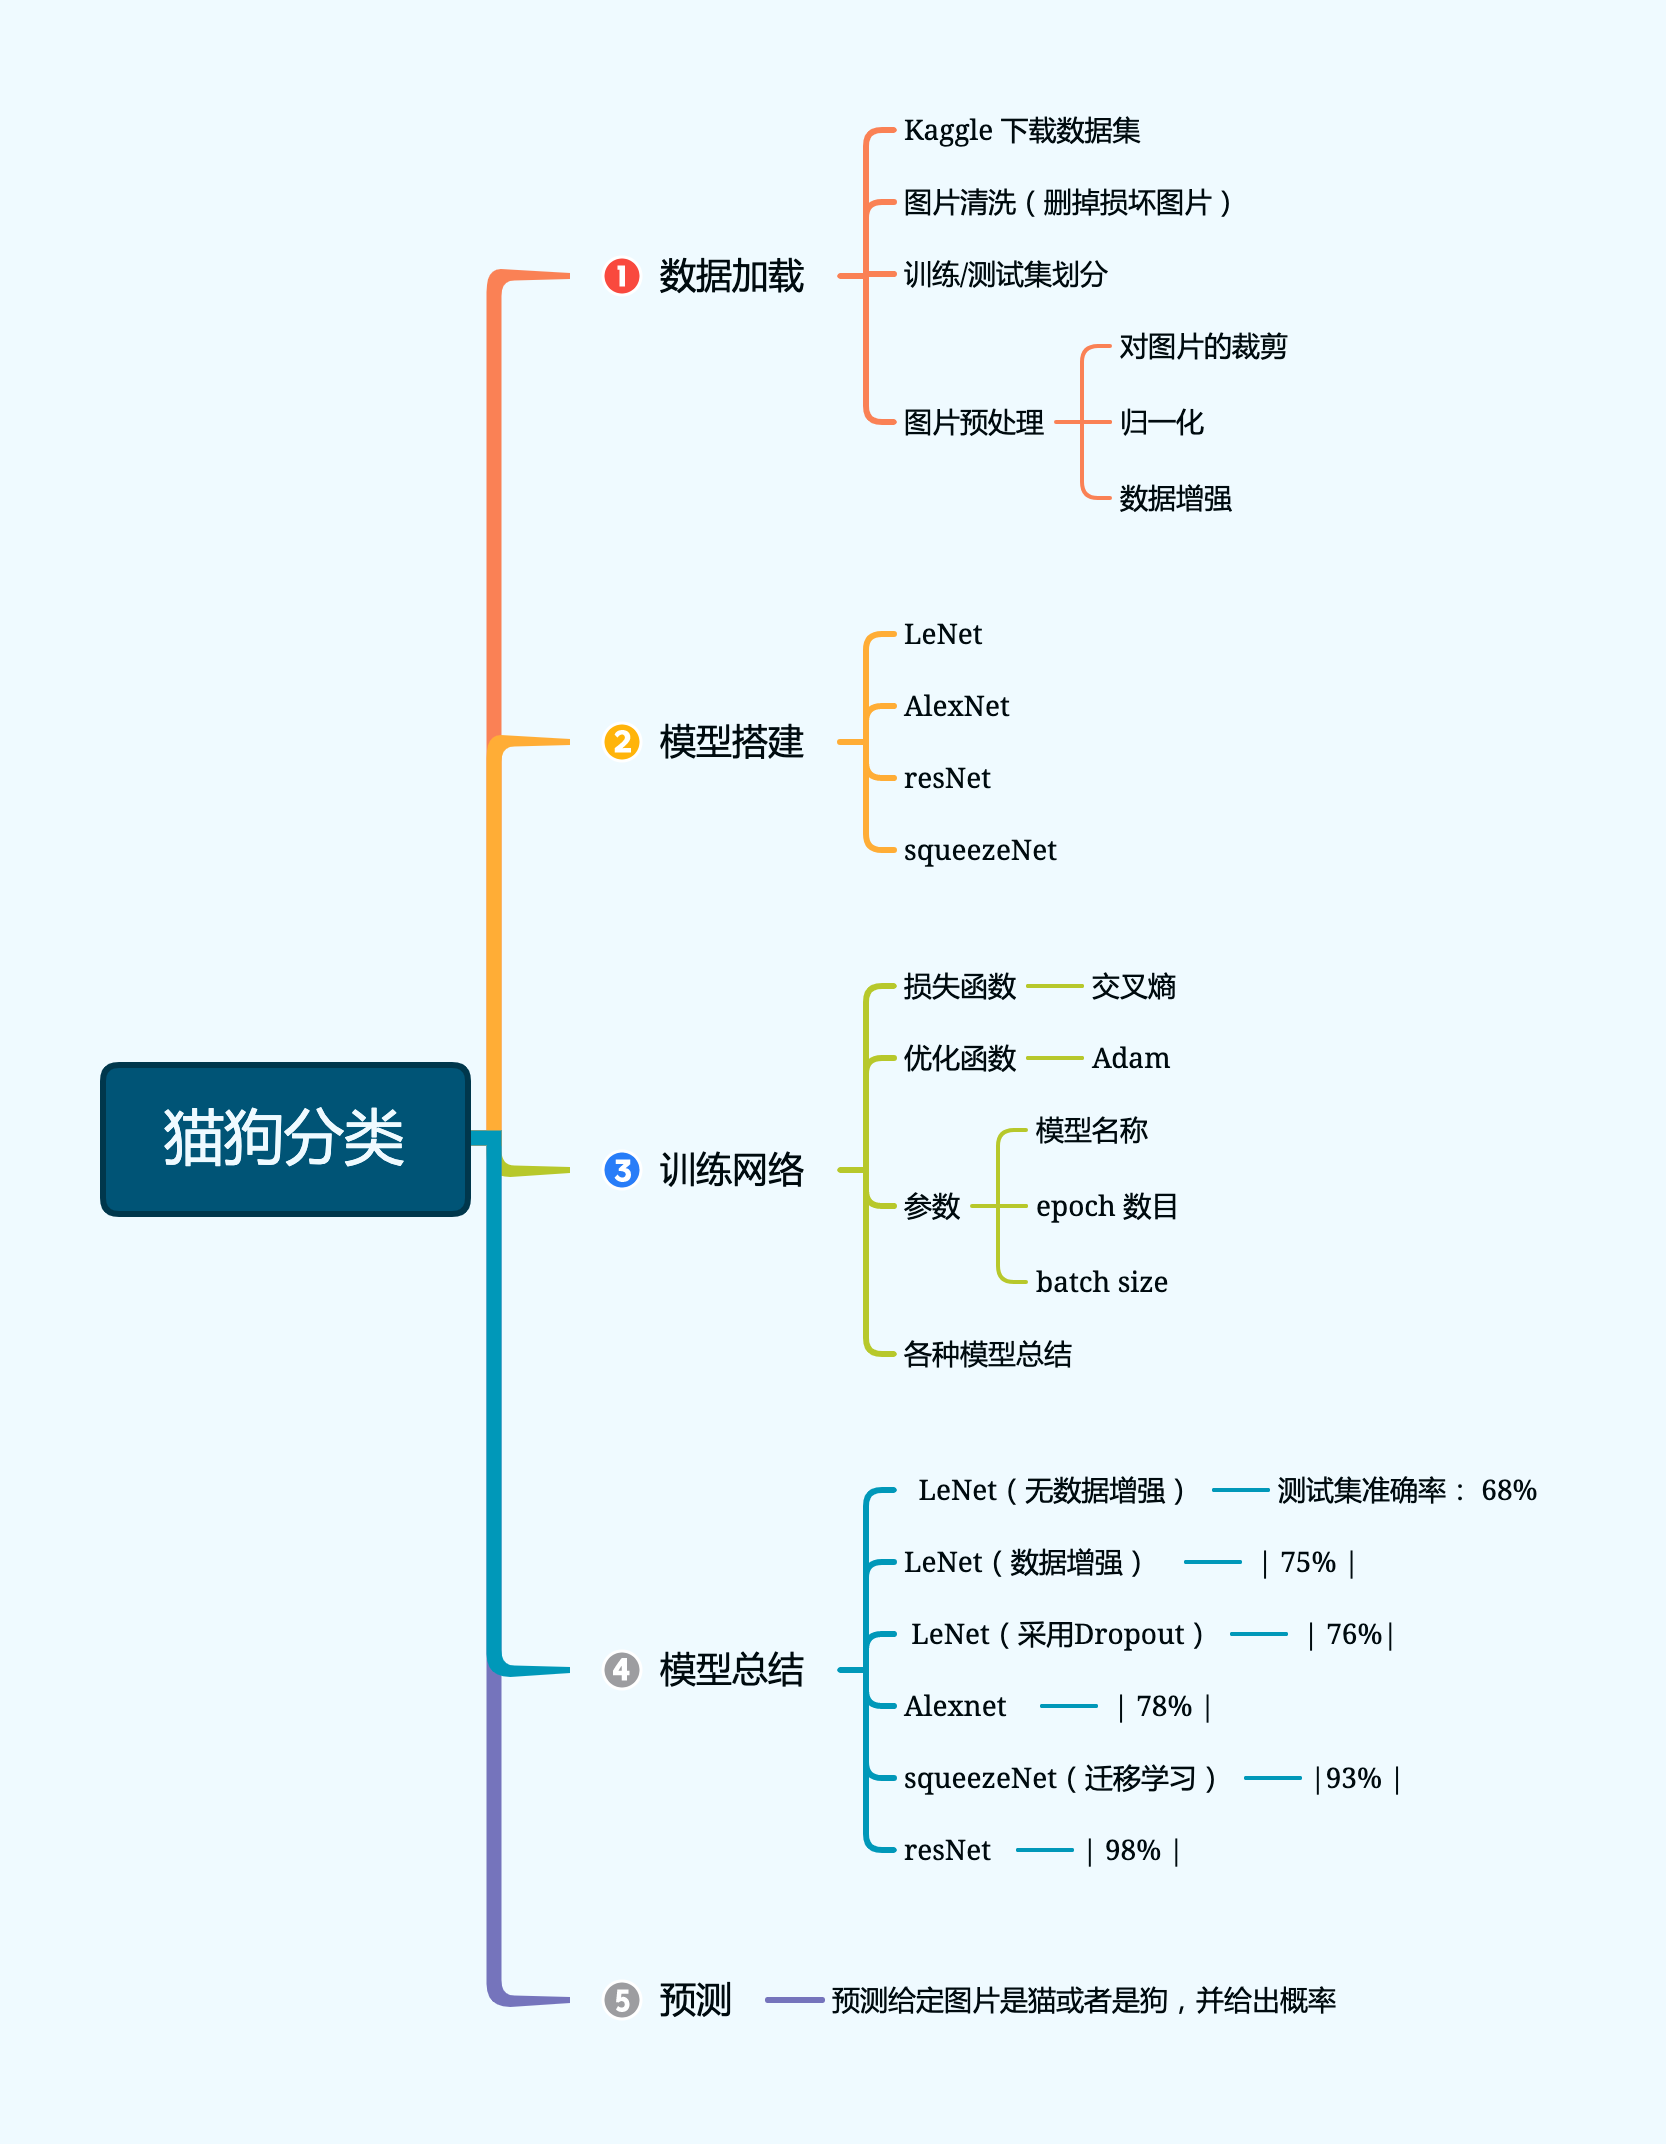 猫狗分类
1 数据加载
Kaggle 下载数据集
图片清洗（删掉损坏图片）
训练/测试集划分
图片预处理
对图片的裁剪
归一化
数据增强
2 模型搭建
LeNet
AlexNet
resNet
squeezeNet
3 训练网络
损失函数 交叉熵
优化函数 Adam
参数
模型名称
epoch 数目
batch size
各种模型总结
4 模型总结
LeNet（无数据增强） 测试集准确率： 68%
LeNet（数据增强） | 75% |
LeNet（采用Dropout） | 76%|
Alexnet | 78% |
squeezeNet（迁移学习） |93% |
resNet | 98% |
5 预测 预测给定图片是猫或者是狗，并给出概率